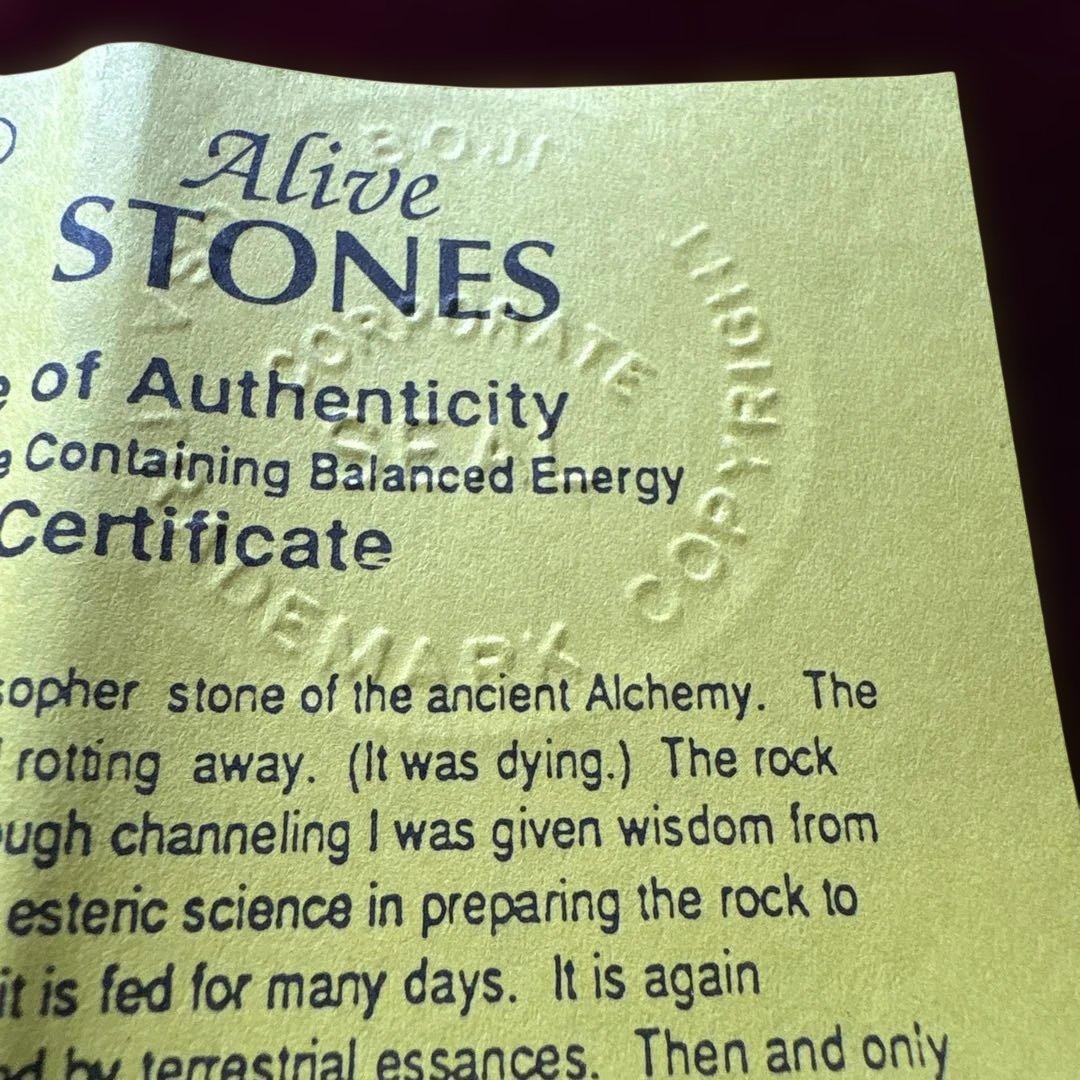 Alive
STONES
of Authenticity
Containing Balanced Energy
Certificate
BOJI
COPYRIGHT
TRADEMARK
CORPORATE
SEAL
sopher stone of the ancient Alchemy. The
rotting away. (It was dying.) The rock
ugh channeling I was given wisdom from
esteric science in preparing the rock to
it is fed for many days. It is again
by terrestrial essances. Then and only